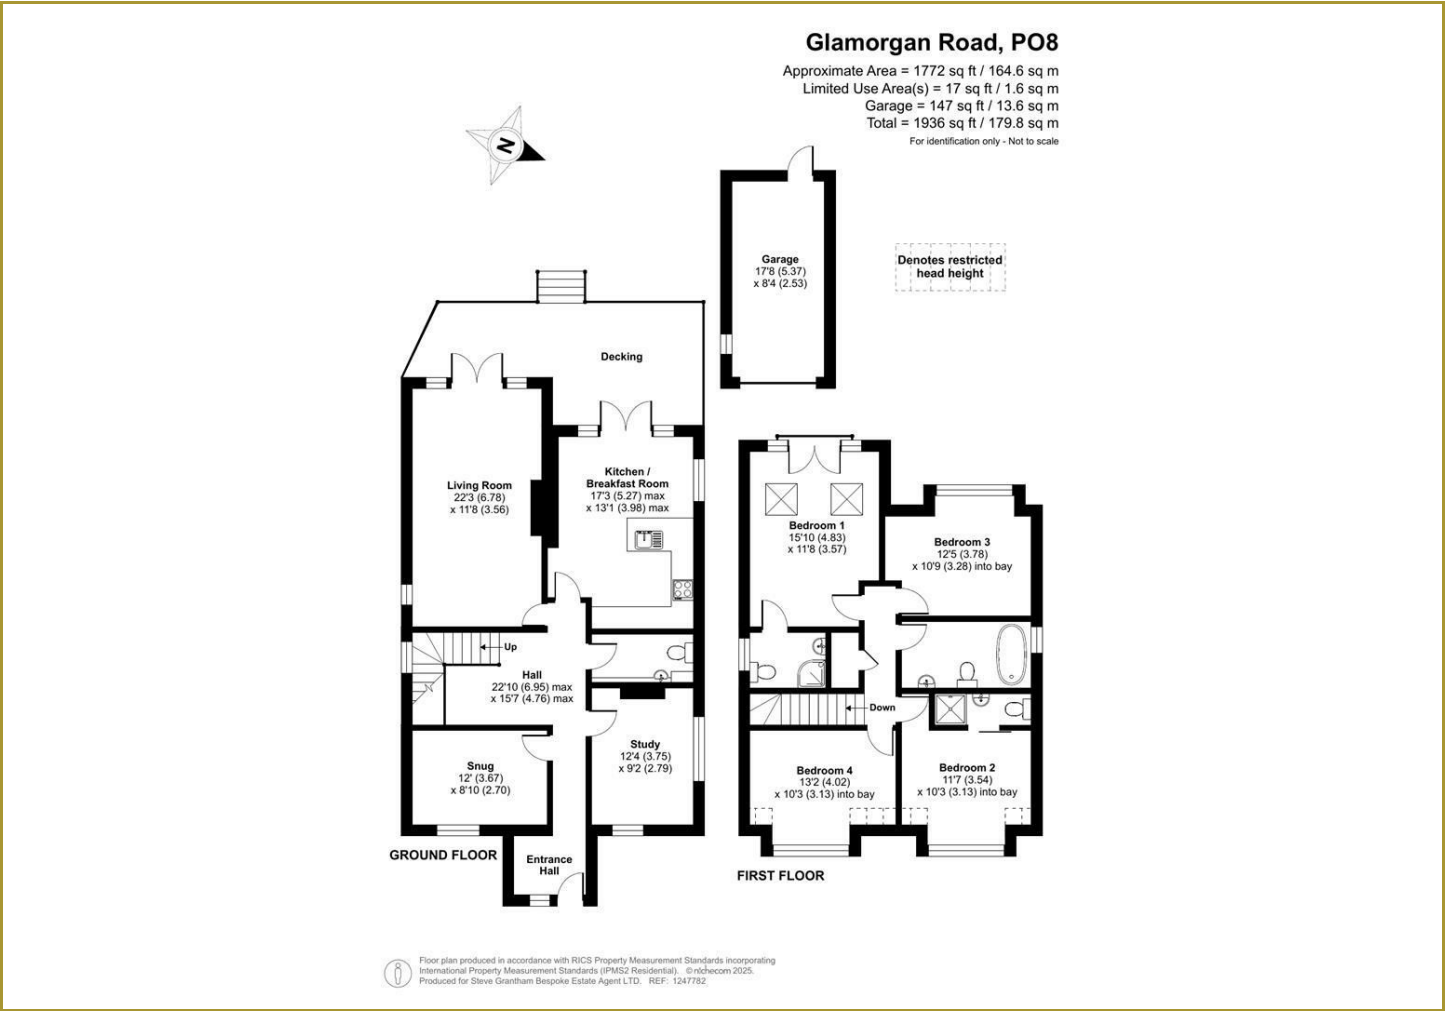 Glamorgan Road, PO8
Approximate Area = 1772 sq ft / 164.6 sq m
Limited Use Area(s) = 17 sq ft / 1.6 sq m
Garage = 147 sq ft / 13.6 sq m
Total = 1936 sq ft / 179.8 sq m
For identification only - Not to scale
N
Garage
17'8 (5.37)
x 8'4 (2.53)
Denotes restricted
head height
Decking
Living Room
22'3 (6.78)
x 11'8 (3.56)
Kitchen /
Breakfast Room
17'3 (5.27) max
x 13'1 (3.98) max
Up
Hall
22'10 (6.95) max
x 15'7 (4.76) max
Study
12'4 (3.75)
x 9'2 (2.79)
Snug
12' (3.67)
x 8'10 (2.70)
Entrance
Hall
GROUND FLOOR
Bedroom 1
15'10 (4.83)
x 11'8 (3.57)
Bedroom 3
12'5 (3.78)
x 10'9 (3.28) into bay
Down
Bedroom 4
13'2 (4.02)
x 10'3 (3.13) into bay
Bedroom 2
11'7 (3.54)
x 10'3 (3.13) into bay
FIRST FLOOR
Floor plan produced in accordance with RICS Property Measurement Standards incorporating
International Property Measurement Standards (IPMS2 Residential). © nichecom 2025.
Produced for Steve Grantham Bespoke Estate Agent LTD. REF: 1247782